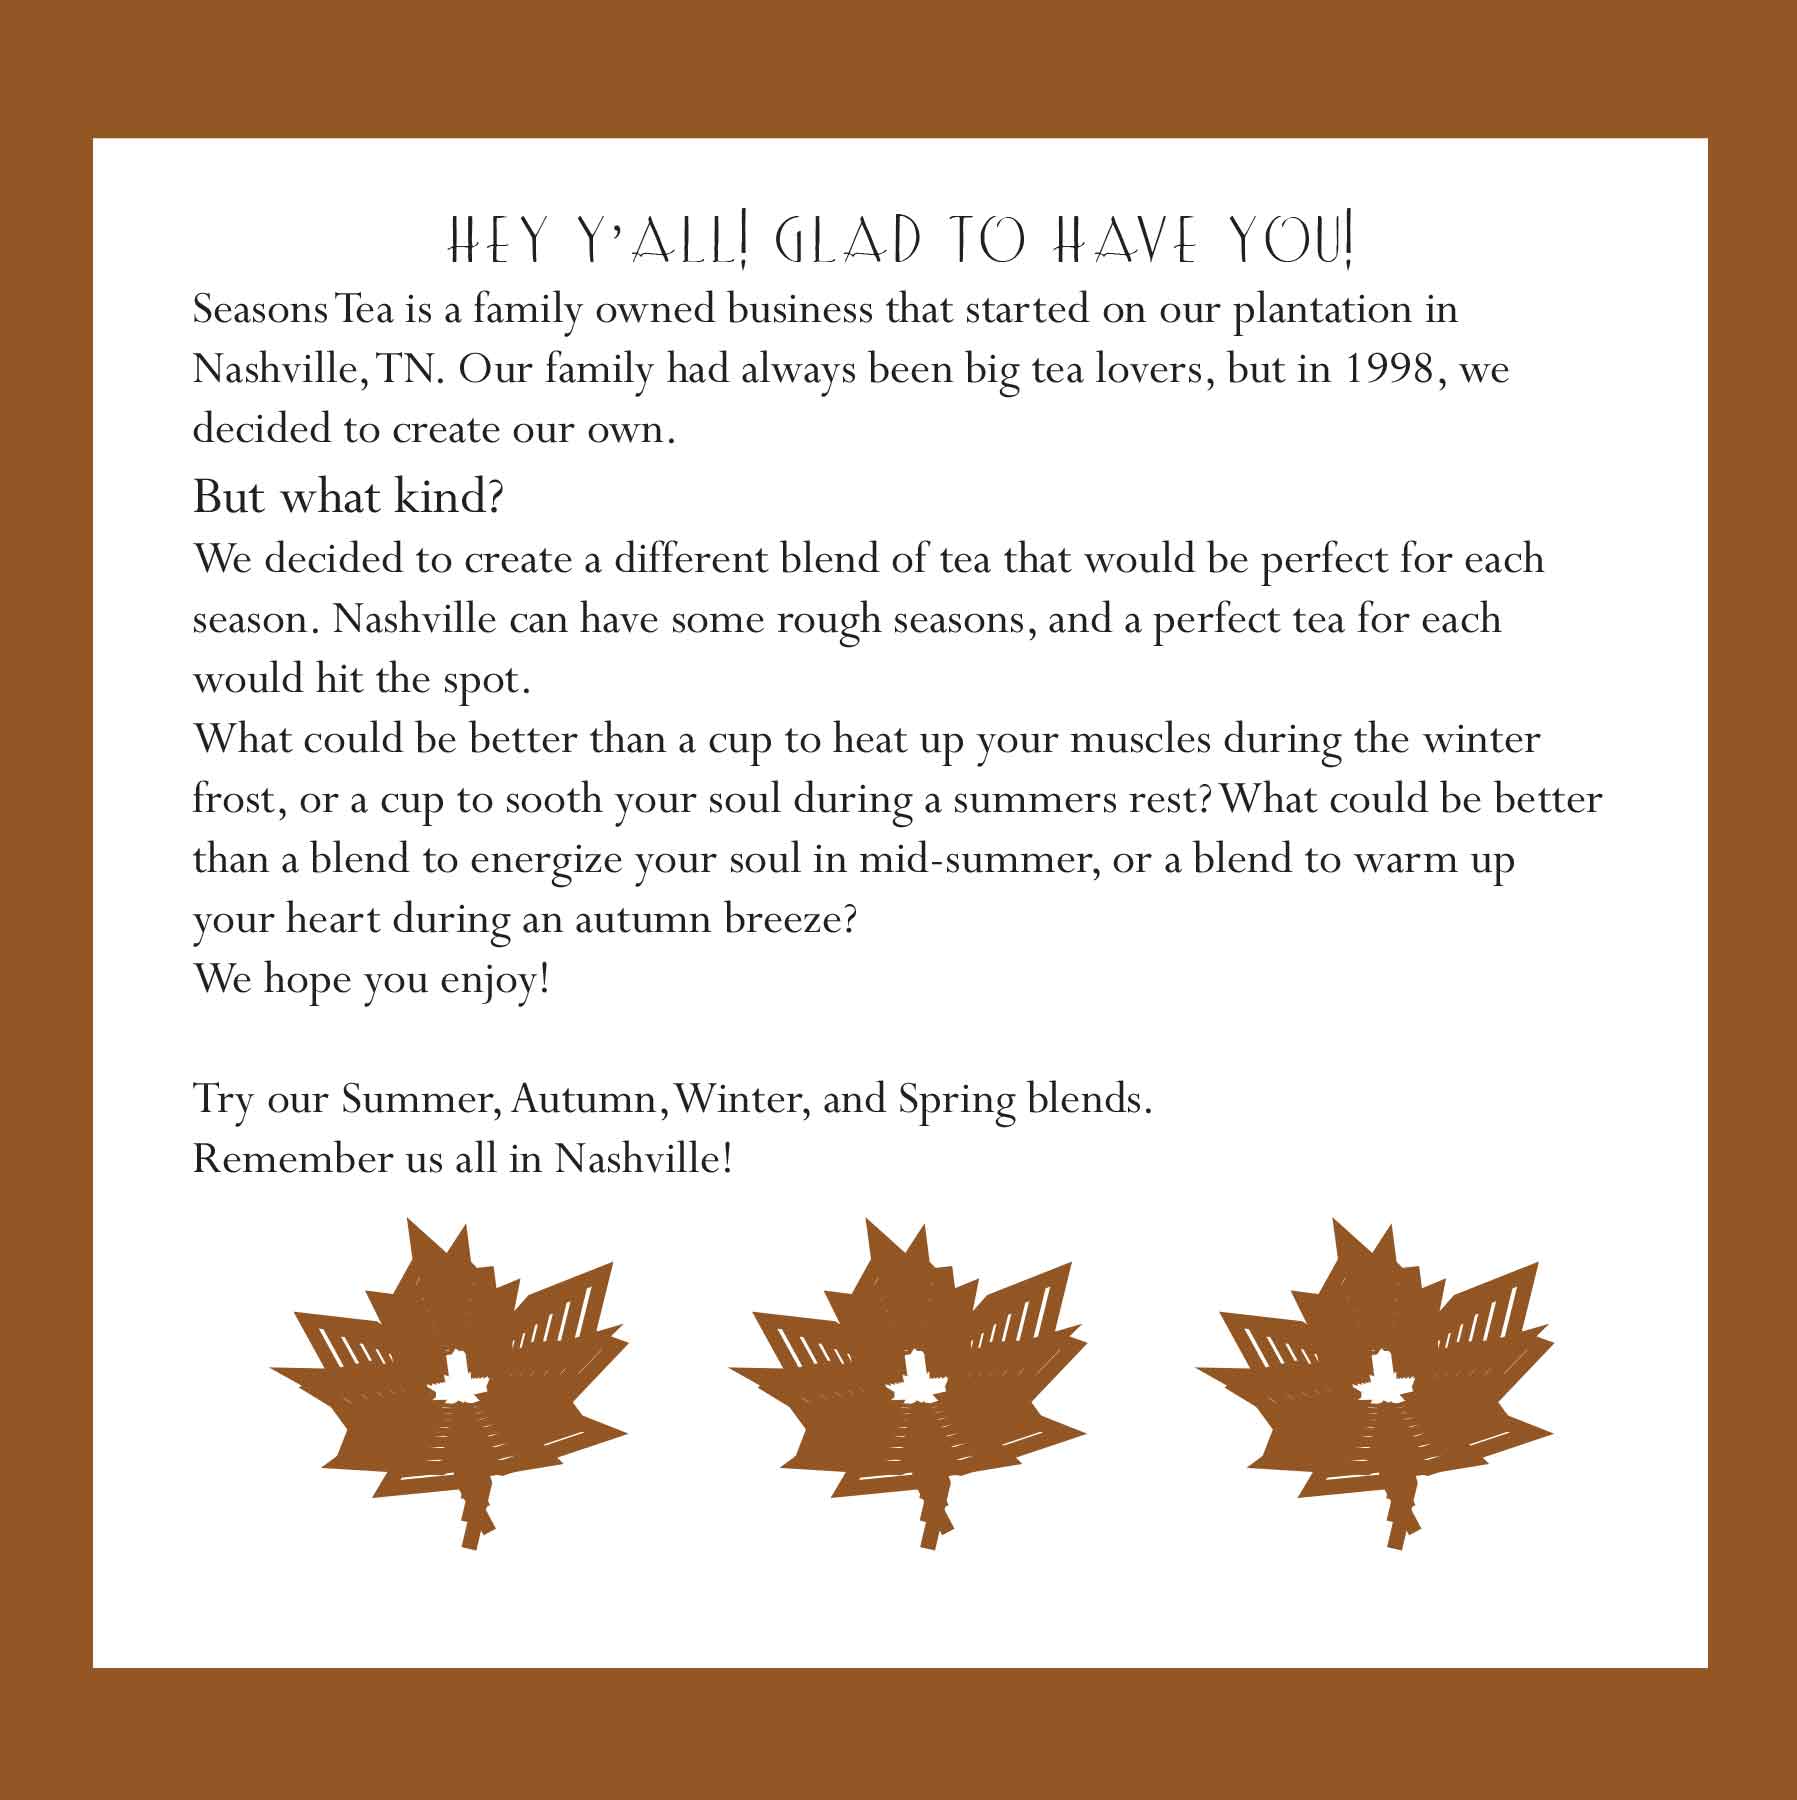 HEY Y'ALL! GLAD TO HAVE YOU!
Seasons Tea is a family owned business that started on our plantation in
Nashville, TN. Our family had always been big tea lovers, but in 1998, we
decided to create our own.
But what kind?
We decided to create a different blend of tea that would be perfect for each
season. Nashville can have some rough seasons, and a perfect tea for each
would hit the spot.
What could be better than a cup to heat up your muscles during the winter
frost, or a cup to sooth your soul during a summers rest? What could be better
than a blend to energize your soul in mid-summer, or a blend to warm up
your heart during an autumn breeze?
We hope you enjoy!
Try our Summer, Autumn, Winter, and Spring blends.
Remember us all in Nashville!